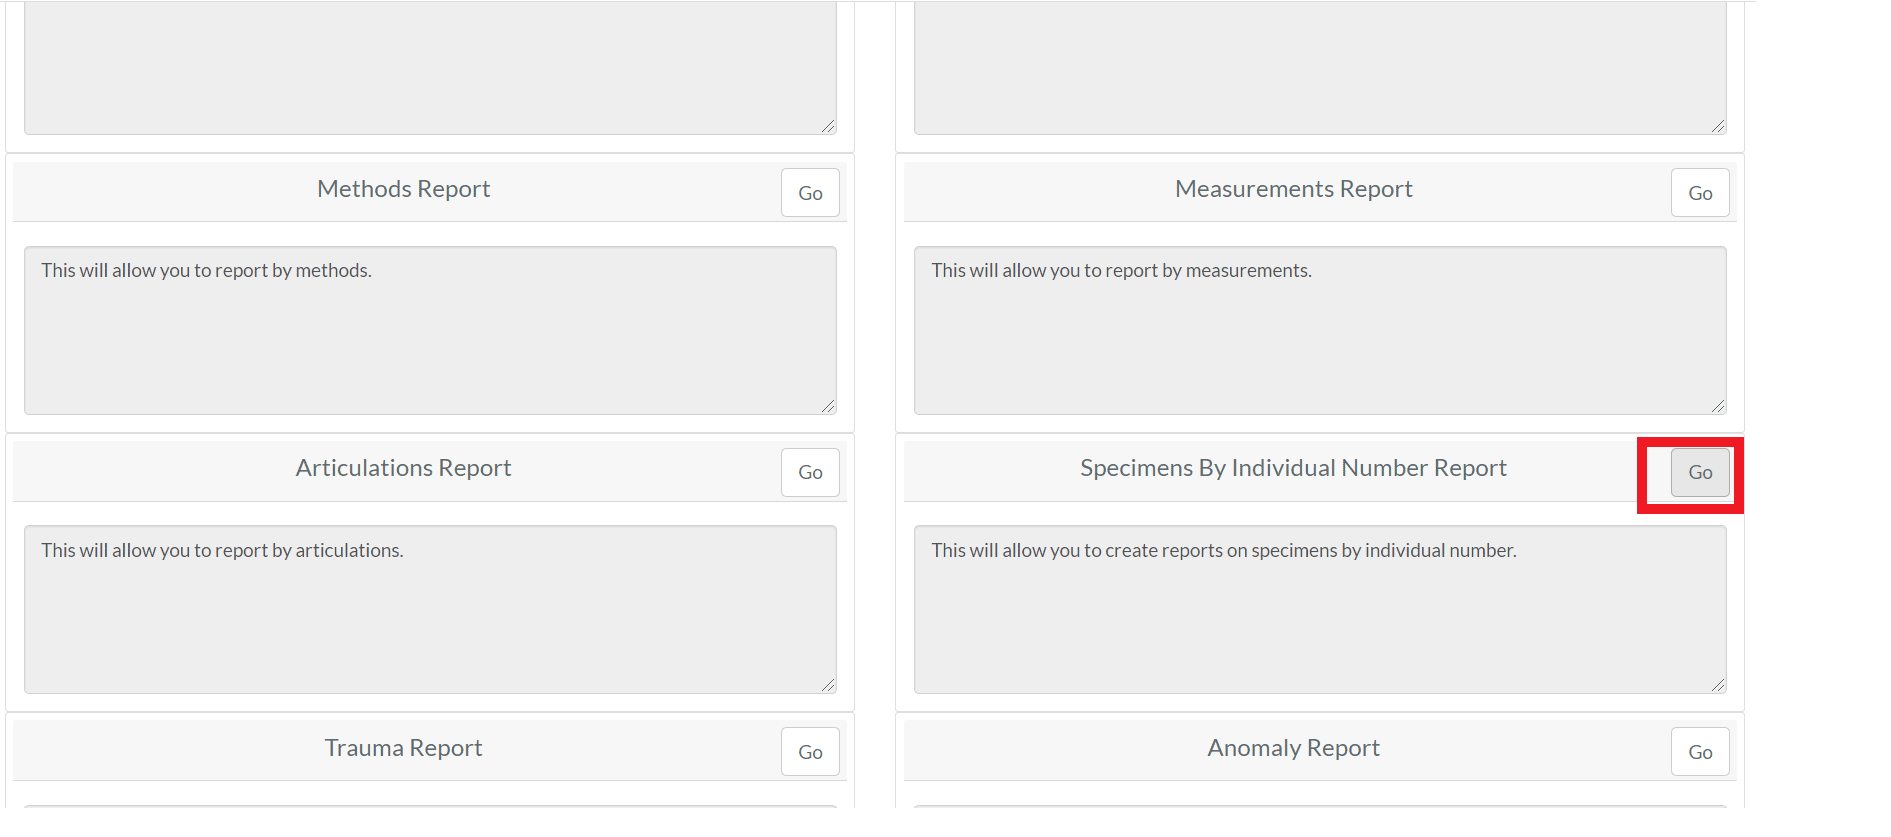 Methods Report
Go
Measurements Report
Go
This will allow you to report by methods.
This will allow you to report by measurements.
Articulations Report
Go
Specimens By Individual Number Report
Go
This will allow you to report by articulations.
This will allow you to create reports on specimens by individual number.
Trauma Report
Go
Anomaly Report
Go